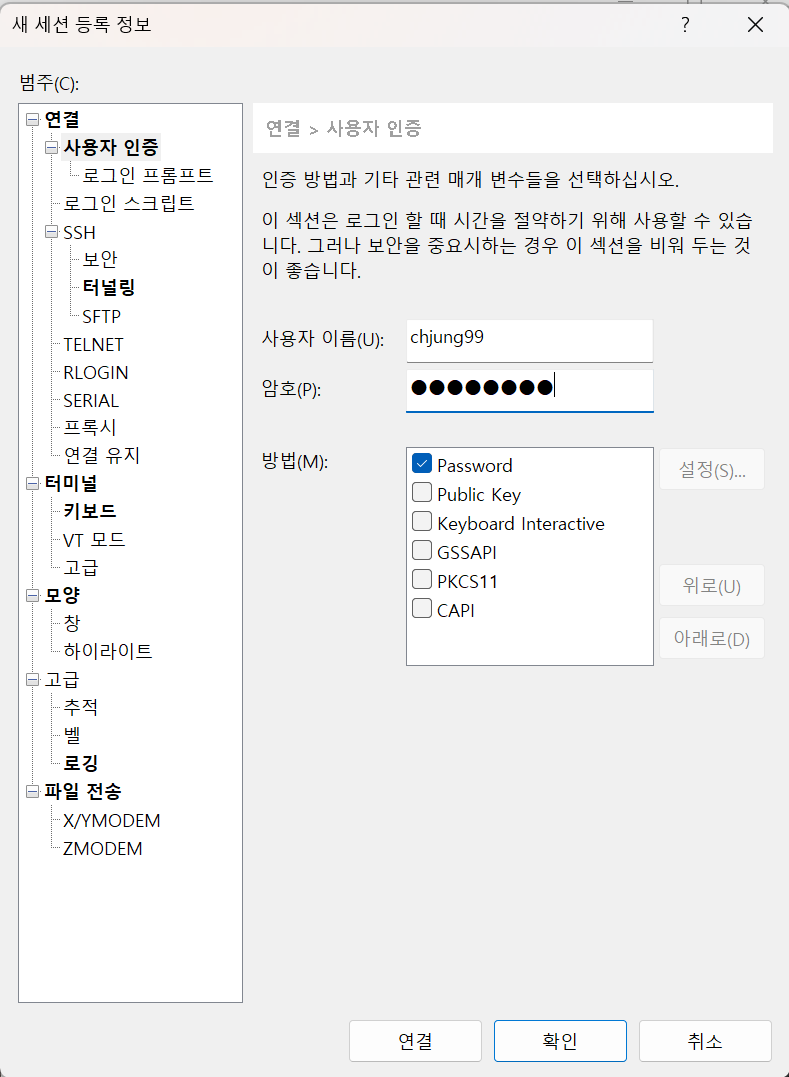 새 세션 등록 정보
?
범주(C):
연결
사용자 인증
로그인 프롬프트
로그인 스크립트
SSH
보안
터널링
SFTP
TELNET
RLOGIN
SERIAL
프록시
연결 유지
터미널
키보드
VT 모드
고급
모양
창
하이라이트
고급
추적
벨
로깅
파일 전송
X/YMODEM
ZMODEM
연결 > 사용자 인증
인증 방법과 기타 관련 매개 변수들을 선택하십시오.
이 섹션은 로그인 할 때 시간을 절약하기 위해 사용할 수 있습
니다. 그러나 보안을 중요시하는 경우 이 섹션을 비워 두는 것
이 좋습니다.
사용자 이름(U): chjung99
암호(P): ●●●●●●●●
방법(M):
Password
Public Key
Keyboard Interactive
GSSAPI
PKCS11
CAPI
설정(S)...
위로(U)
아래로(D)
연결 확인 취소